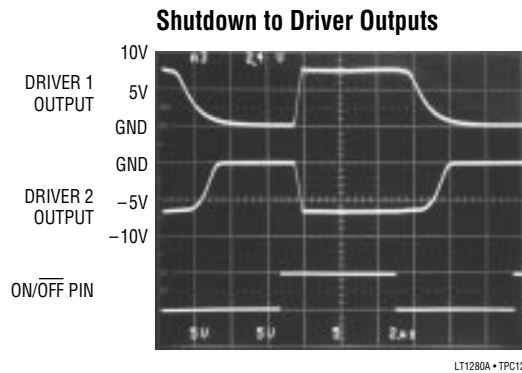 Shutdown to Driver Outputs
10V
DRIVER 1
OUTPUT
5V
GND
GND
DRIVER 2
OUTPUT
–5V
–10V
ON/OFF PIN
5V 5V 5 2μs
LT1280A • TPC12